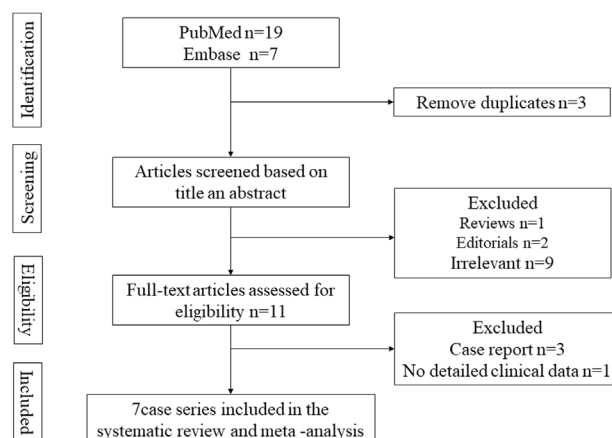 Identification
PubMed n=19
Embase n=7
Remove duplicates n=3
Screening
Articles screened based on
title an abstract
Excluded
Reviews n=1
Editorials n=2
Irrelevant n=9
Eligibility
Full-text articles assessed for
eligibility n=11
Excluded
Case report n=3
No detailed clinical data n=1
Included
7case series included in the
systematic review and meta -analysis